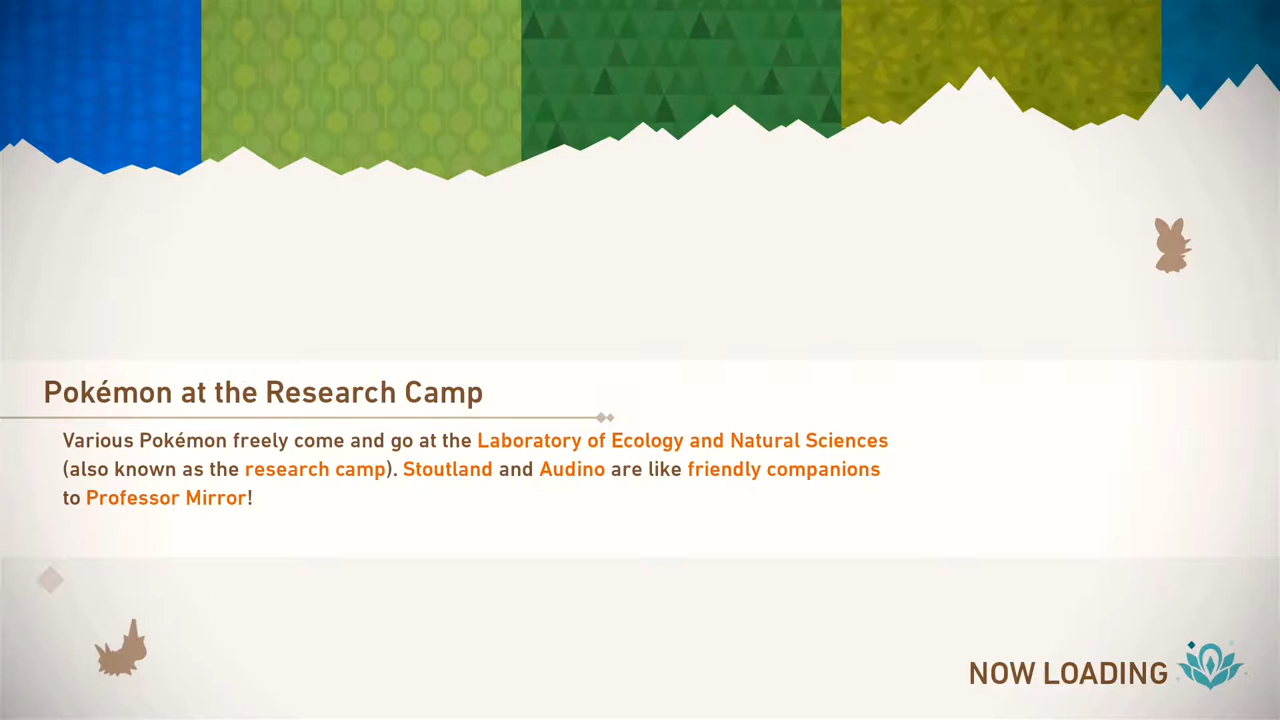 Pokémon at the Research Camp
Various Pokémon freely come and go at the Laboratory of Ecology and Natural Sciences
(also known as the research camp). Stoutland and Audino are like friendly companions
to Professor Mirror!
NOW LOADING